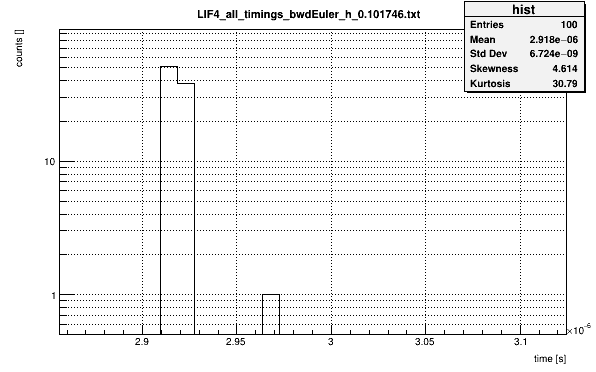 LIF4_all_timings_bwdEuler_h_0.101746.txt
hist
Entries 100
Mean 2.918e−06
Std Dev 6.724e−09
Skewness 4.614
Kurtosis 30.79
counts []
10
1
2.9 2.95 3 3.05 3.1
×10−6
time [s]